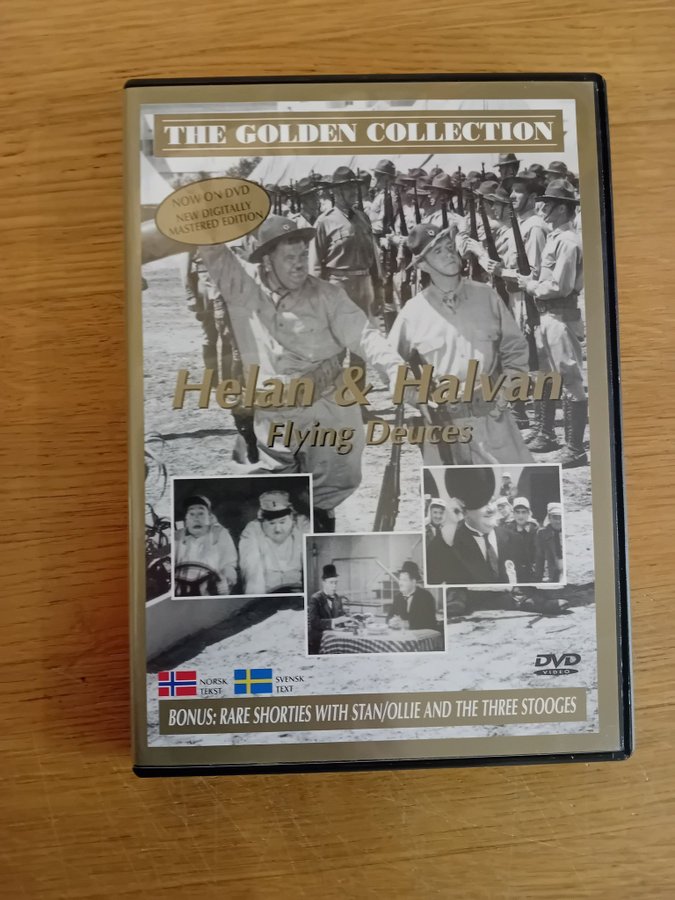 THE GOLDEN COLLECTION
NOW ON DVD
NEW DIGITALLY
MASTERED EDITION
Helan & Halvan
Flying Deuces
NORSK
TEKST
SVENSK
TEXT
DVD
VIDEO
BONUS: RARE SHORTIES WITH STAN/OLLIE AND THE THREE STOOGES